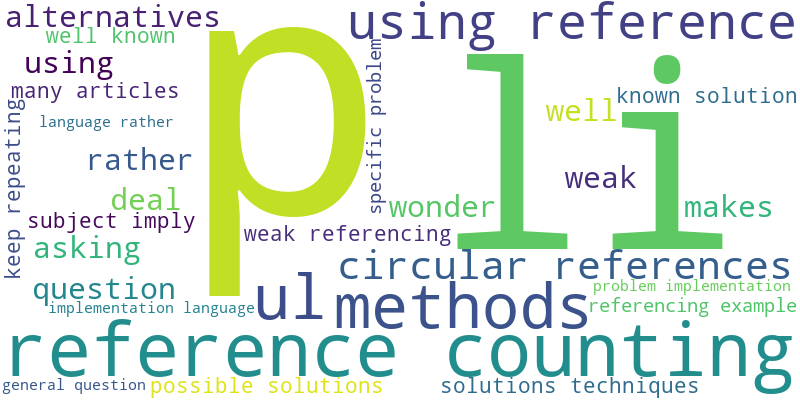 alternatives
using reference
well known
using
many articles
language rather
keep repeating
rather
deal
subject imply
asking
question
implementation language
p
specific problem
li
well
known solution
weak
wonder
makes
weak referencing
circular references
problem implementation
ul
methods
referencing example
reference counting
general question
possible solutions
solutions techniques